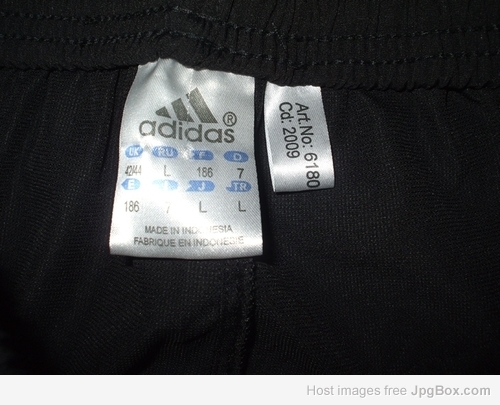 adidas®
UK RU F D
42/44 L 186 7
E I J TR
186 7 L L
MADE IN INDONESIA
FABRIQUE EN INDONESIE
Art.No: 6180
Cd: 2009
Host images free JpgBox.com